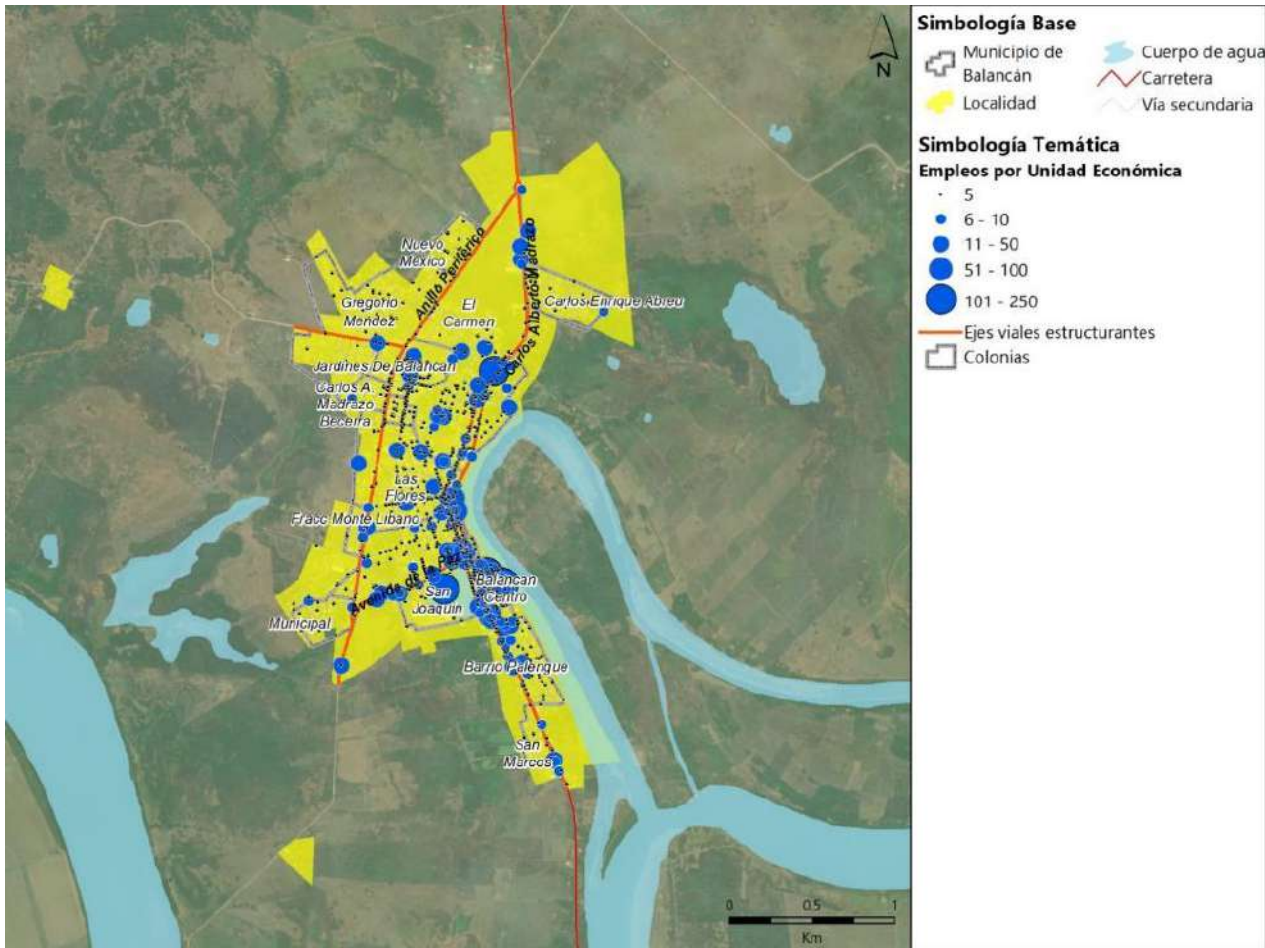 Simbología Base
Municipio de
Balancán
Localidad
Cuerpo de agua
Carretera
Vía secundaria
Simbología Temática
Empleos por Unidad Económica
5
6 - 10
11 - 50
51 - 100
101 - 250
Ejes viales estructurantes
Colonias
N
Nuevo
México
Anillo Periférico
Carlos Alberto Madrazo
Gregorio
Mendez
El
Carmen
Carlos Enrique Abreu
Jardines De Balancán
Carlos A.
Madrazo
Becerra
Las
Flores
Fracc Monte Libano
Avenida de la Paz
San
Joaquin
Balancán
Centro
Municipal
Barrio Palenque
San
Marcos
0 0.5 1
Km